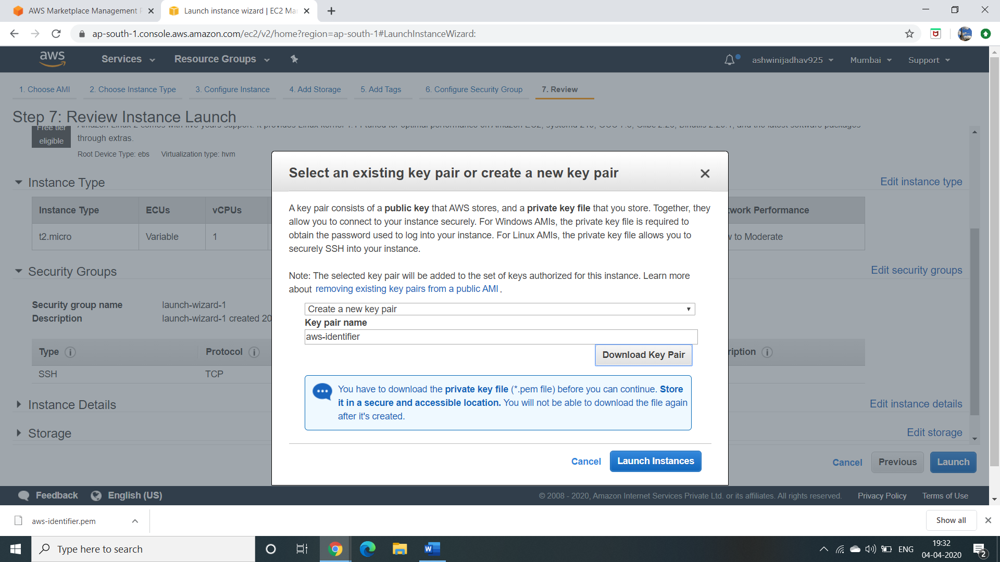 AWS Marketplace Management
Launch instance wizard | EC2 Ma
ap-south-1.console.aws.amazon.com/ec2/v2/home?region=ap-south-1#LaunchInstanceWizard:
aws Services Resource Groups ashwinijadhav925 Mumbai Support
1. Choose AMI 2. Choose Instance Type 3. Configure Instance 4. Add Storage 5. Add Tags 6. Configure Security Group 7. Review
Step 7: Review Instance Launch
Free tier
eligible
through extras.
Root Device Type: ebs Virtualization type: hvm
Instance Type
Edit instance type
Instance Type ECUs vCPUs
twork Performance
t2.micro Variable 1
to Moderate
Security Groups
Edit security groups
Security group name launch-wizard-1
Description launch-wizard-1 created 20
Type Protocol
ription
SSH TCP
Instance Details
Edit instance details
Storage
Edit storage
Select an existing key pair or create a new key pair
A key pair consists of a public key that AWS stores, and a private key file that you store. Together, they
allow you to connect to your instance securely. For Windows AMIs, the private key file is required to
obtain the password used to log into your instance. For Linux AMIs, the private key file allows you to
securely SSH into your instance.
Note: The selected key pair will be added to the set of keys authorized for this instance. Learn more
about removing existing key pairs from a public AMI .
Create a new key pair
Key pair name
aws-identifier
Download Key Pair
You have to download the private key file (*.pem file) before you can continue. Store
it in a secure and accessible location. You will not be able to download the file again
after it's created.
Cancel Launch Instances
Cancel Previous Launch
Feedback English (US) © 2008 - 2020, Amazon Internet Services Private Ltd. or its affiliates. All rights reserved. Privacy Policy Terms of Use
aws-identifier.pem
Show all
Type here to search
ENG
19:32
04-04-2020
2